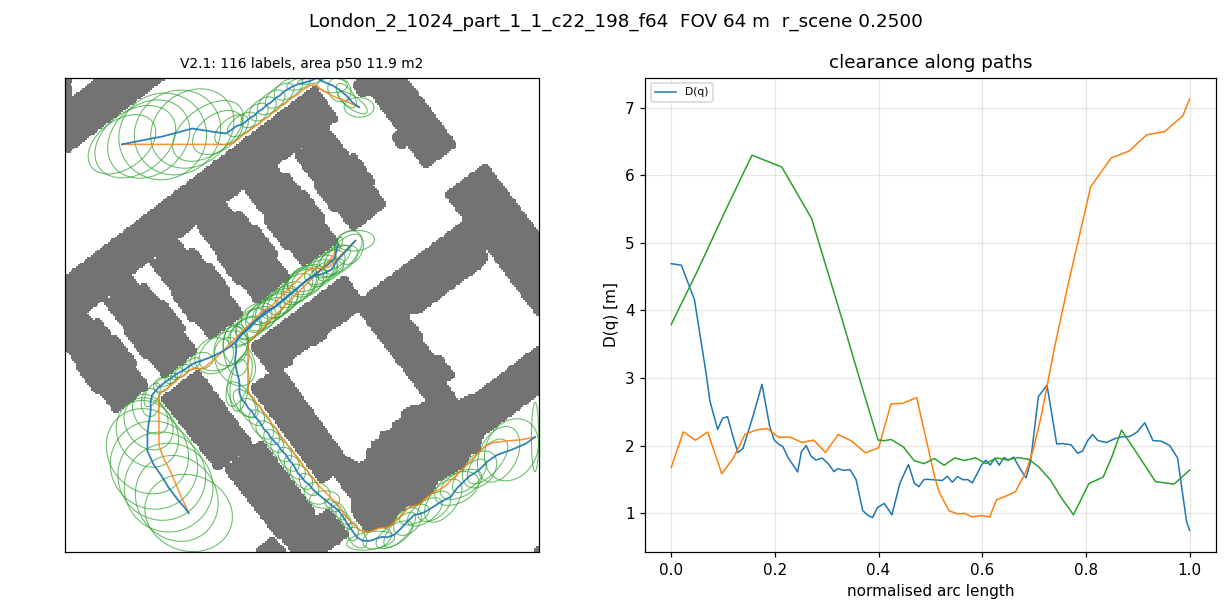 London_2_1024_part_1_1_c22_198_f64 FOV 64 m r_scene 0.2500
V2.1: 116 labels, area p50 11.9 m2
clearance along paths
D(q)
7
6
5
4
3
2
1
D(q) [m]
0.0 0.2 0.4 0.6 0.8 1.0
normalised arc length